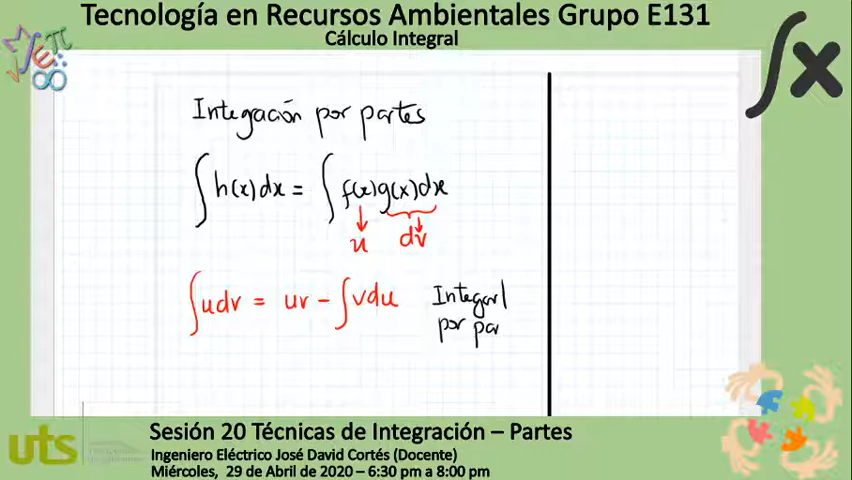 Tecnología en Recursos Ambientales Grupo E131
Cálculo Integral
Integración por partes
∫h(x)dx = ∫f(x)g(x)dx
u dv
∫udv = uv - ∫vdu
Integarl
por par
uts
Sesión 20 Técnicas de Integración – Partes
Ingeniero Eléctrico José David Cortés (Docente)
Miércoles, 29 de Abril de 2020 – 6:30 pm a 8:00 pm